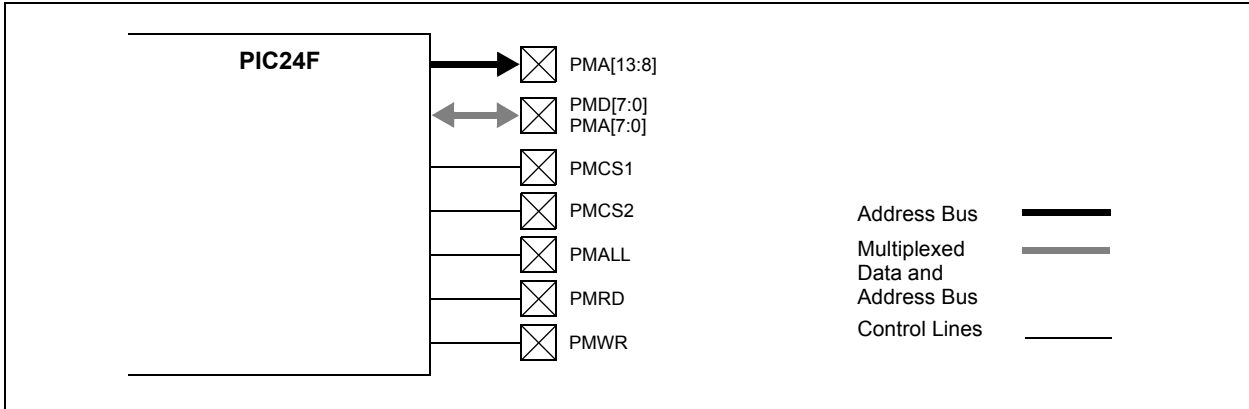 PIC24F
PMA[13:8]
PMD[7:0]
PMA[7:0]
PMCS1
PMCS2
PMALL
PMRD
PMWR
Address Bus
Multiplexed
Data and
Address Bus
Control Lines